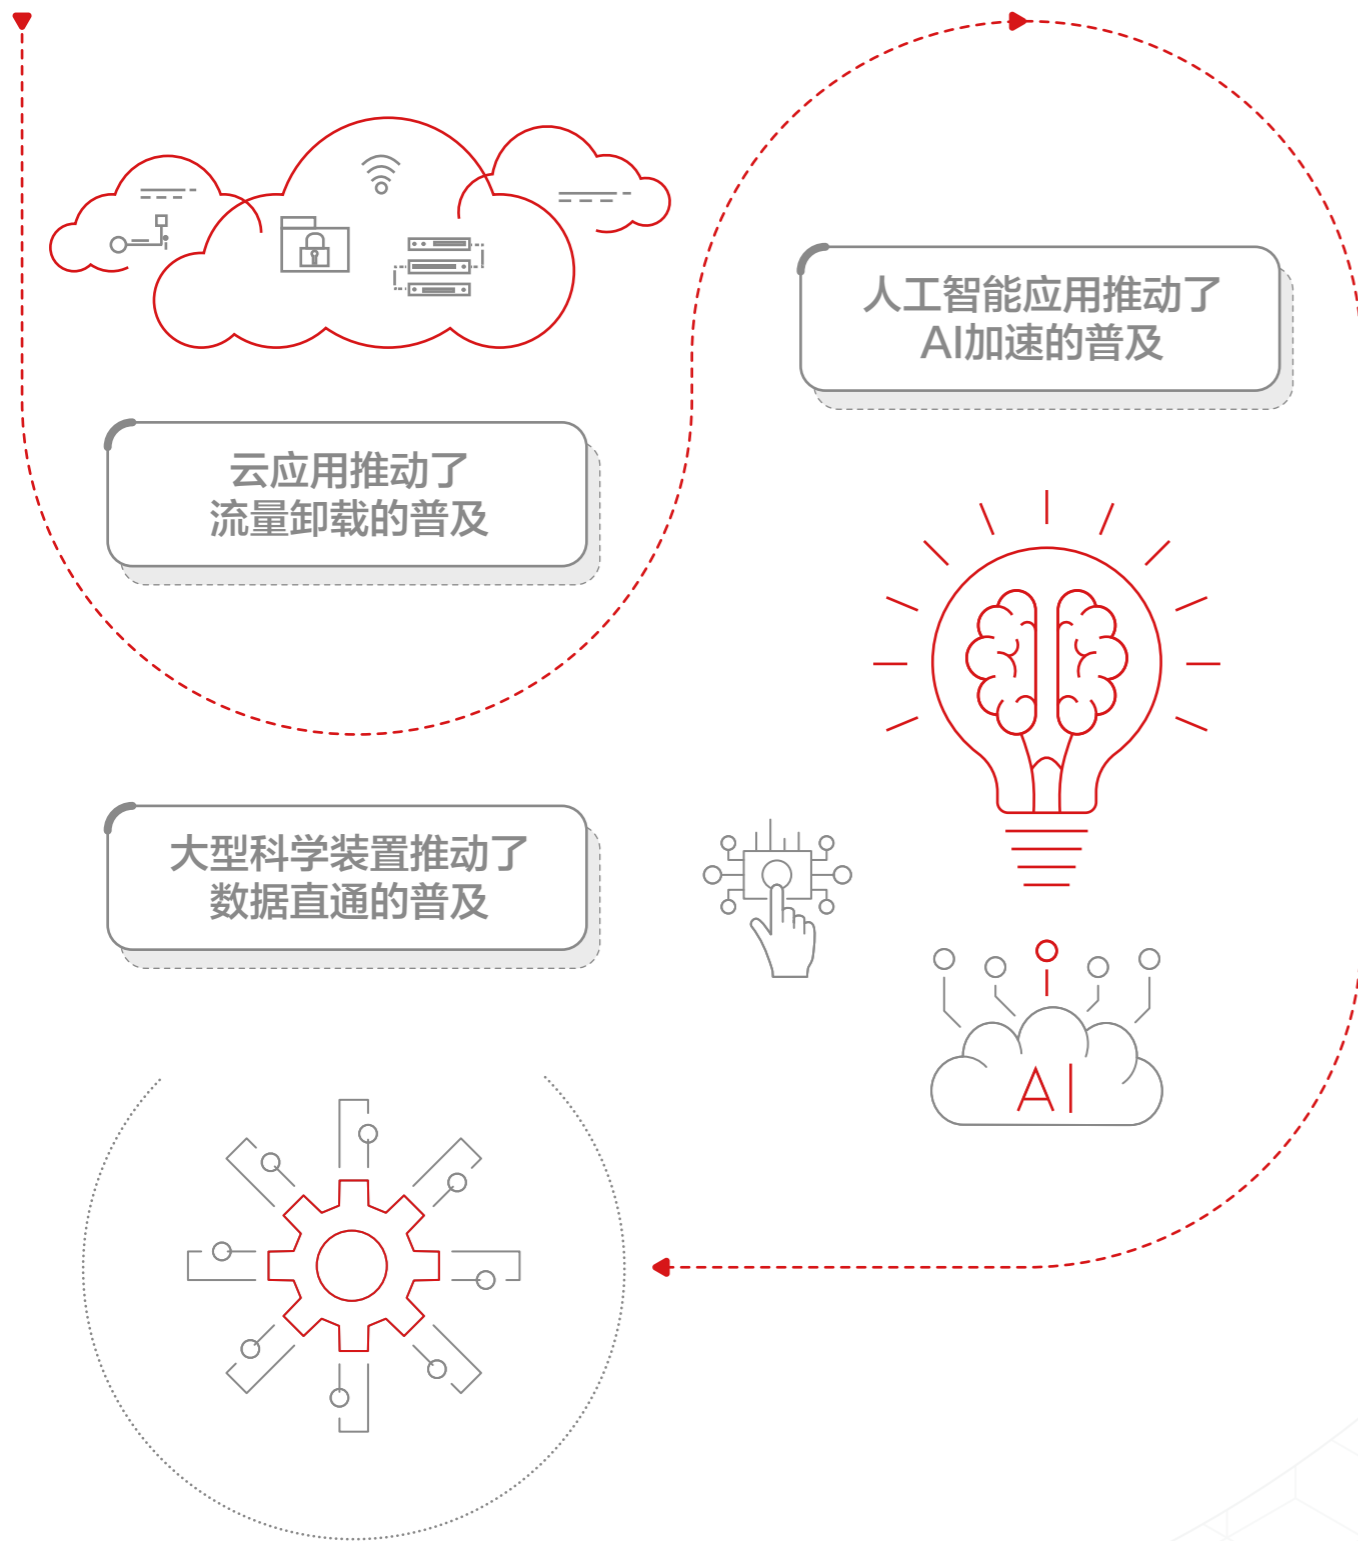 云应用推动了
流量卸载的普及
人工智能应用推动了
AI加速的普及
AI
大型科学装置推动了
数据直通的普及